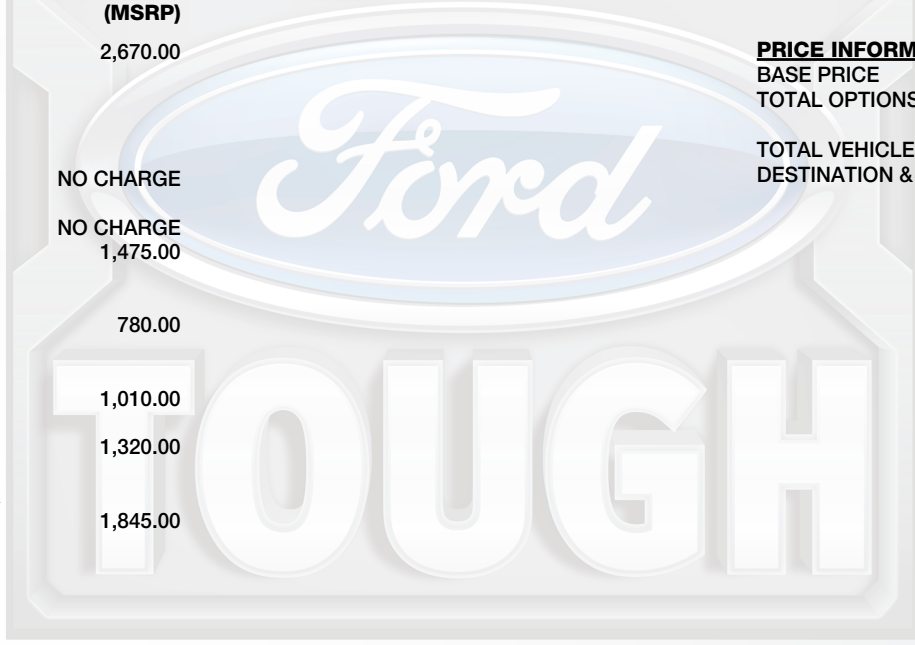 (MSRP)
2,670.00
NO CHARGE
NO CHARGE
1,475.00
780.00
1,010.00
1,320.00
1,845.00
PRICE INFORM
BASE PRICE
TOTAL OPTIONS
TOTAL VEHICLE
DESTINATION &
Ford
TOUGH